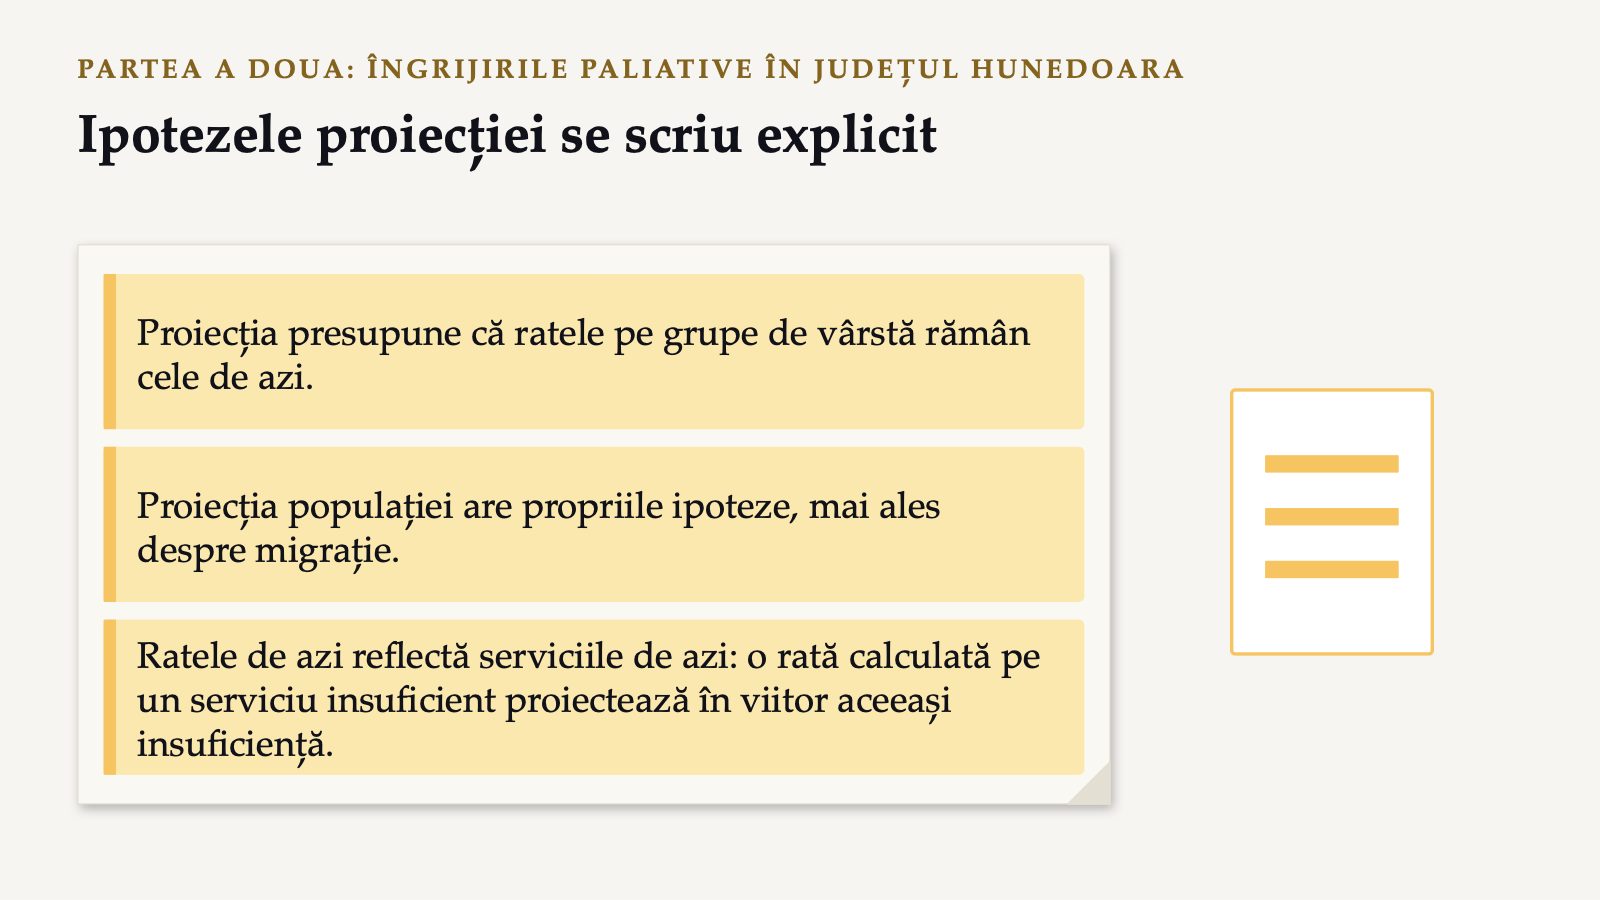 PARTEA A DOUA: ÎNGRIJIRILE PALIATIVE ÎN JUDEȚUL HUNEDOARA
Ipotezele proiecției se scriu explicit
Proiecția presupune că ratele pe grupe de vârstă rămân
cele de azi.
Proiecția populației are propriile ipoteze, mai ales
despre migrație.
Ratele de azi reflectă serviciile de azi: o rată calculată pe
un serviciu insuficient proiectează în viitor aceeași
insuficiență.